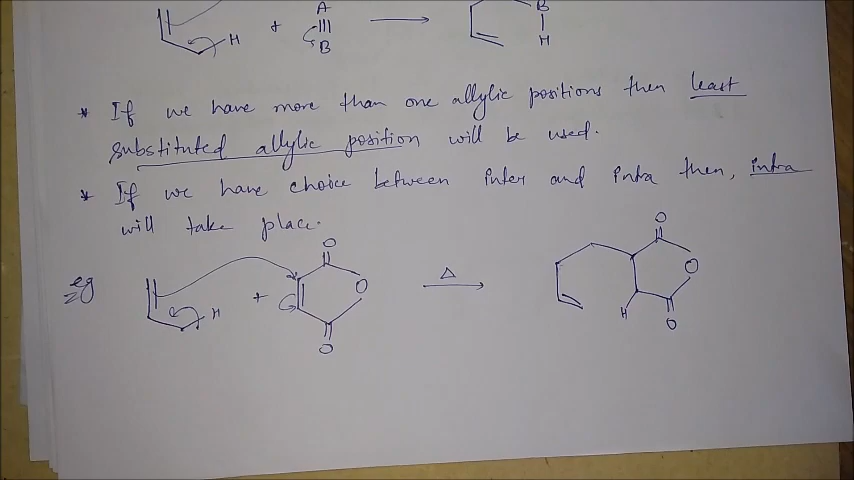 A
H + ||| → B
B H
* If we have more than one allylic positions then least
substituted allylic position will be used.
* If we have choice between inter and intra then, intra
will take place.
eg
H + O O O Δ → H O O O